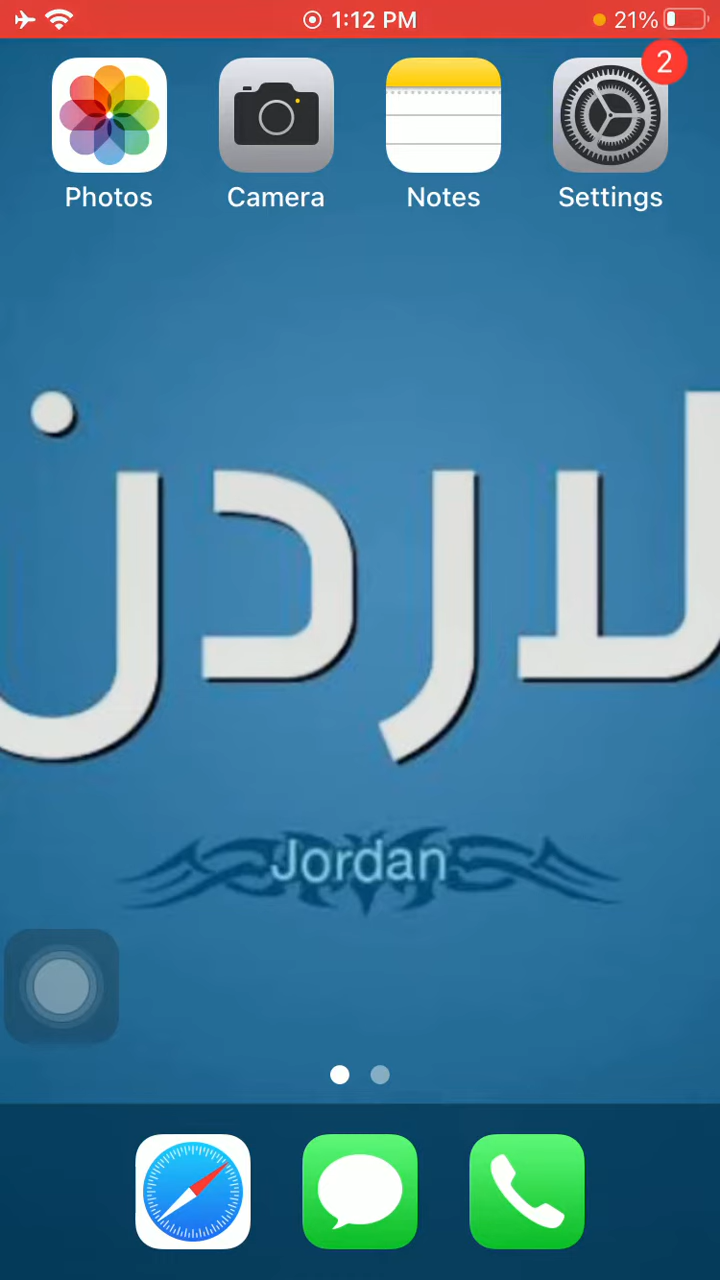 1:12 PM
21%
2
Photos
Camera
Notes
Settings
لاردن
Jordan